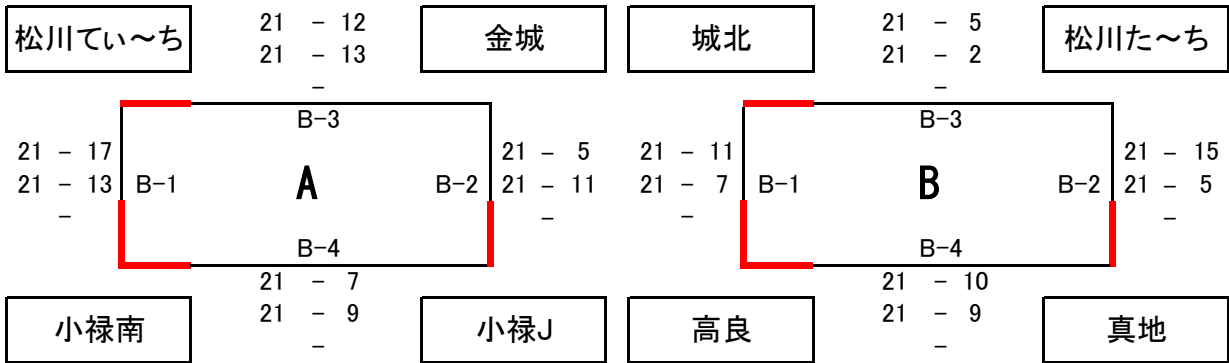 松川てぃ～ち
21 － 12
21 － 13
－
金城
B-3
21 － 17
21 － 13
－
B-1
A
B-2
21 － 5
21 － 11
－
B-4
小禄南
21 － 7
21 － 9
－
小禄J
城北
21 － 5
21 － 2
－
松川た～ち
B-3
21 － 11
21 － 7
－
B-1
B
B-2
21 － 15
21 － 5
－
B-4
高良
21 － 10
21 － 9
－
真地